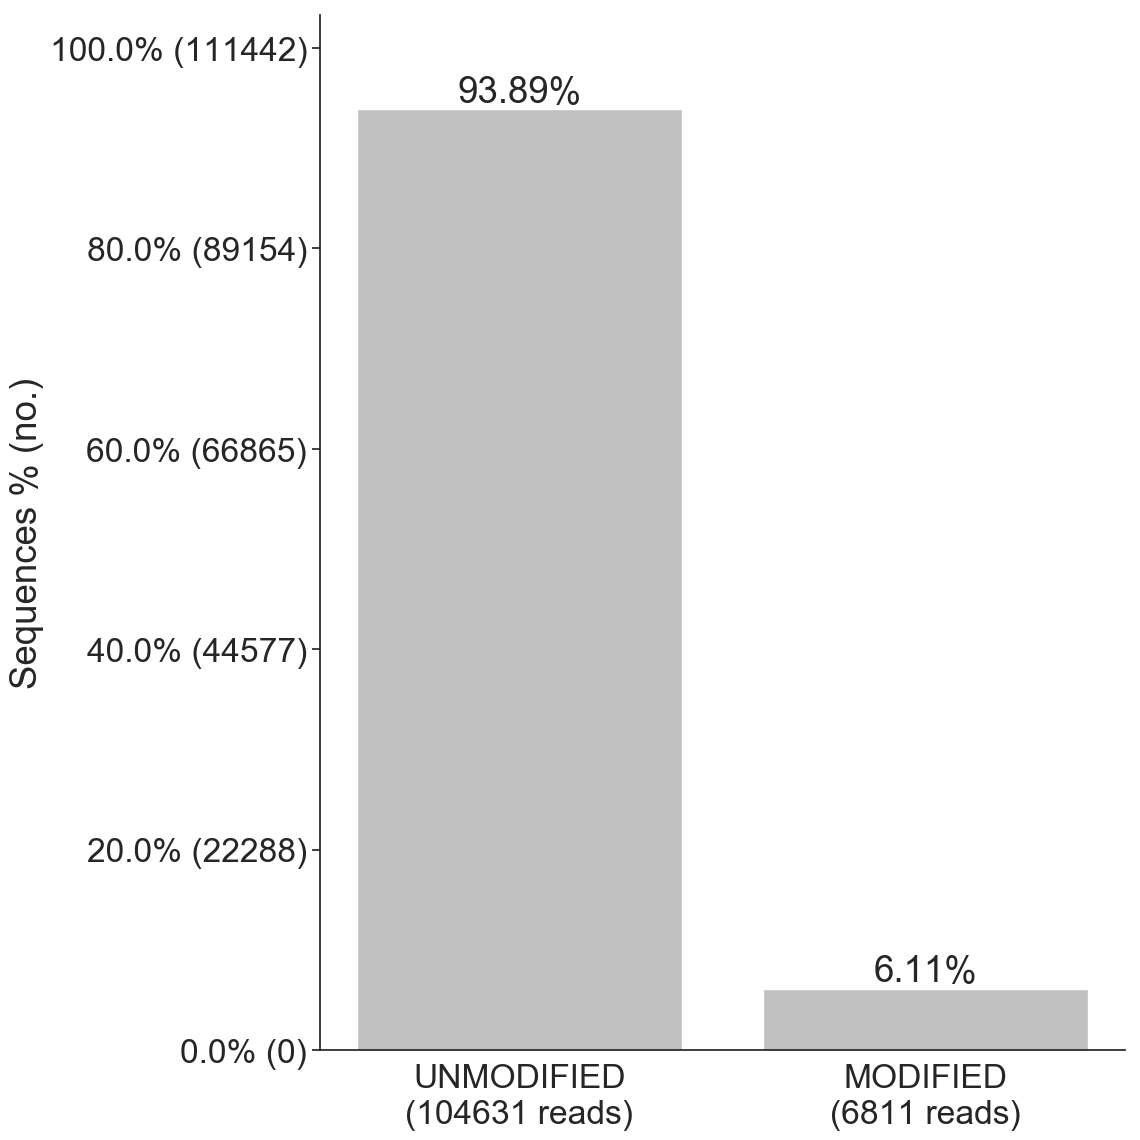 Sequences % (no.)
100.0% (111442)
80.0% (89154)
60.0% (66865)
40.0% (44577)
20.0% (22288)
0.0% (0)
93.89%
6.11%
UNMODIFIED
(104631 reads)
MODIFIED
(6811 reads)